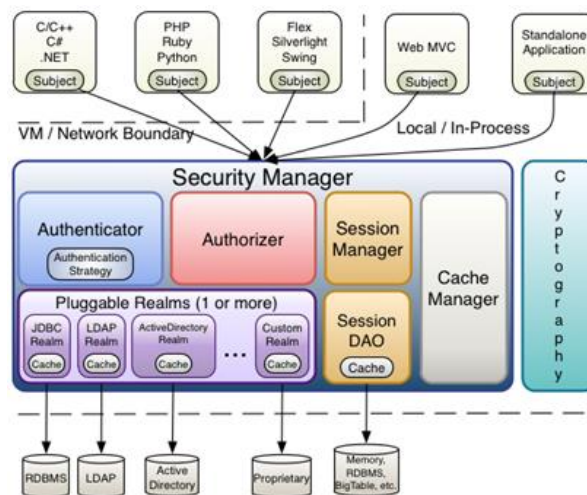 C/C++
C#
.NET
Subject
PHP
Ruby
Python
Subject
Flex
Silverlight
Swing
Subject
Web MVC
Subject
Standalone
Application
Subject
VM / Network Boundary
Local / In-Process
Security Manager
Authenticator
Authentication
Strategy
Authorizer
Session
Manager
Cache
Manager
Cryptography
Pluggable Realms (1 or more)
JDBC
Realm
Cache
LDAP
Realm
Cache
ActiveDirectory
Realm
Cache
...
Custom
Realm
Cache
Session
DAO
Cache
RDBMS
LDAP
Active
Directory
Proprietary
Memory,
RDBMS,
BigTable, etc.